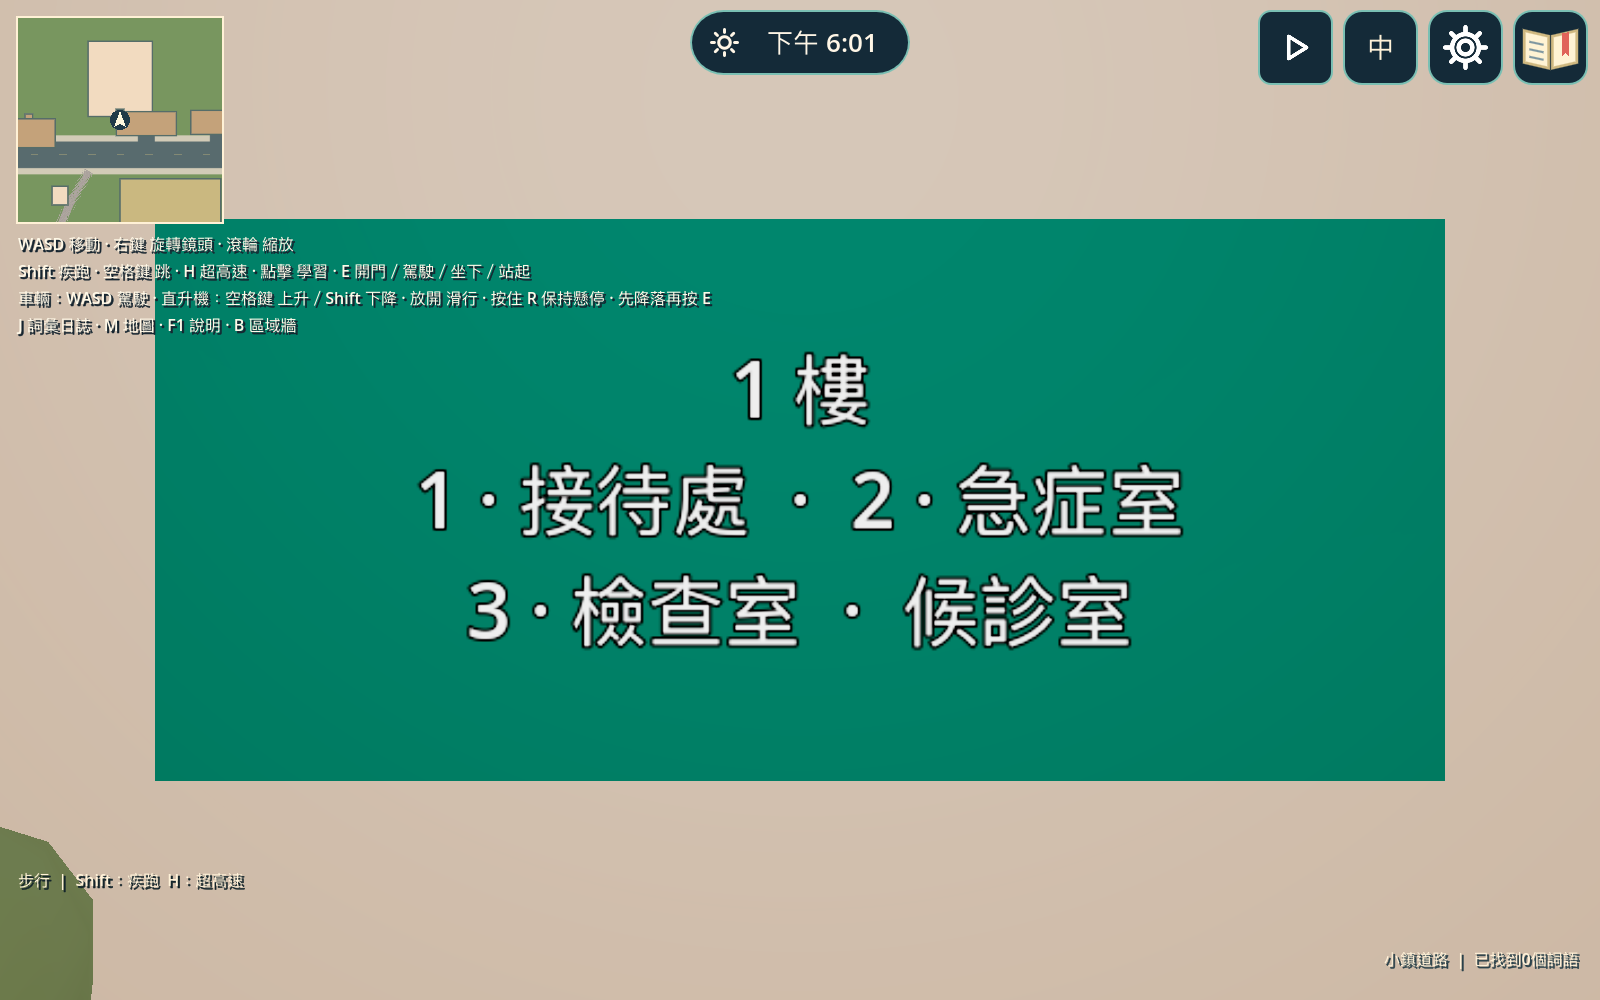 下午 6:01
中
WASD 移動 · 右鍵 旋轉鏡頭 · 滾輪 縮放
Shift 疾跑 · 空格鍵 跳 · H 超高速 · 點擊 學習 · E 開門 / 駕駛 / 坐下 / 站起
車輛：WASD 駕駛 · 直升機：空格鍵 上升 / Shift 下降 · 放開 滑行 · 按住 R 保持懸停 · 先降落再按 E
J 詞彙日誌 · M 地圖 · F1 說明 · B 區域牆
1 樓
1 · 接待處 · 2 · 急症室
3 · 檢查室 · 候診室
步行 | Shift：疾跑 H：超高速
小鎮道路 | 已找到0個詞語